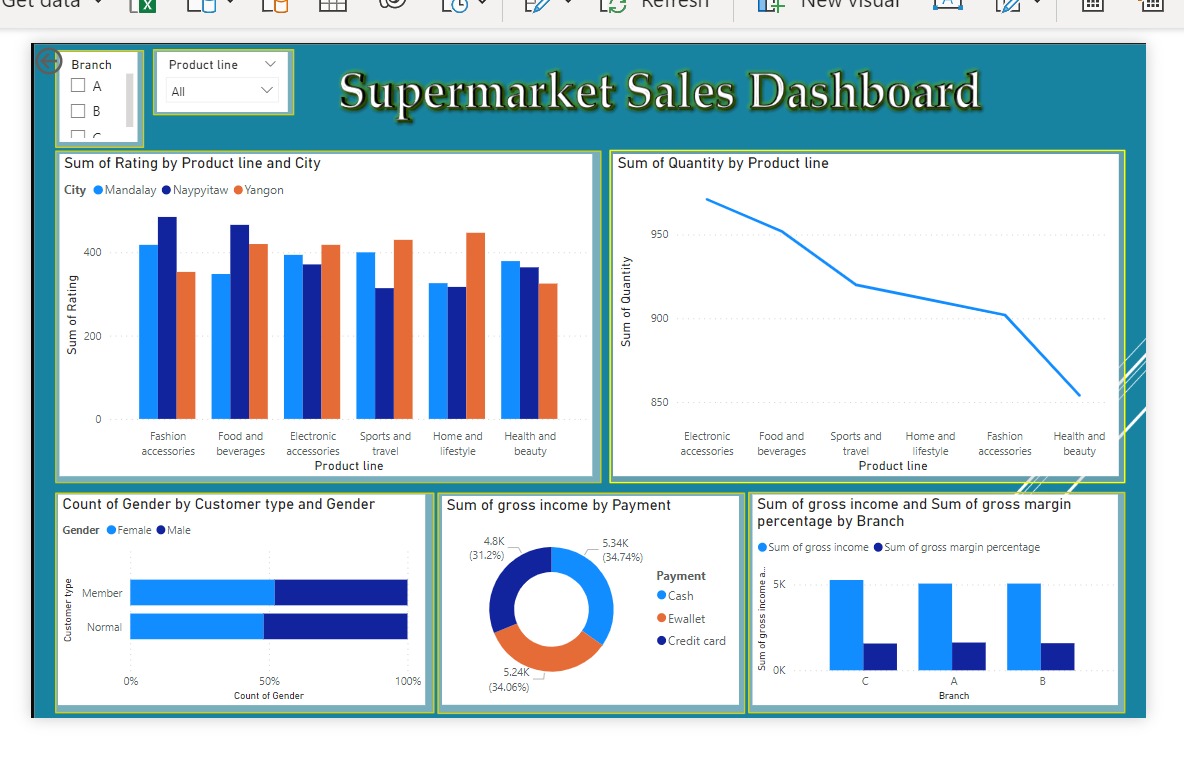 Get data
Refresh
New visual
Branch
A
B
C
Product line
All
Supermarket Sales Dashboard
Sum of Rating by Product line and City
City Mandalay Naypyitaw Yangon
Sum of Rating
400
200
0
Fashion accessories
Food and beverages
Electronic accessories
Sports and travel
Home and lifestyle
Health and beauty
Product line
Sum of Quantity by Product line
Sum of Quantity
950
900
850
Electronic accessories
Food and beverages
Sports and travel
Home and lifestyle
Fashion accessories
Health and beauty
Product line
Count of Gender by Customer type and Gender
Gender Female Male
Customer type
Member
Normal
0% 50% 100%
Count of Gender
Sum of gross income by Payment
4.8K
(31.2%)
5.34K
(34.74%)
5.24K
(34.06%)
Payment
Cash
Ewallet
Credit card
Sum of gross income and Sum of gross margin
percentage by Branch
Sum of gross income Sum of gross margin percentage
Sum of gross income a...
5K
0K
C A B
Branch